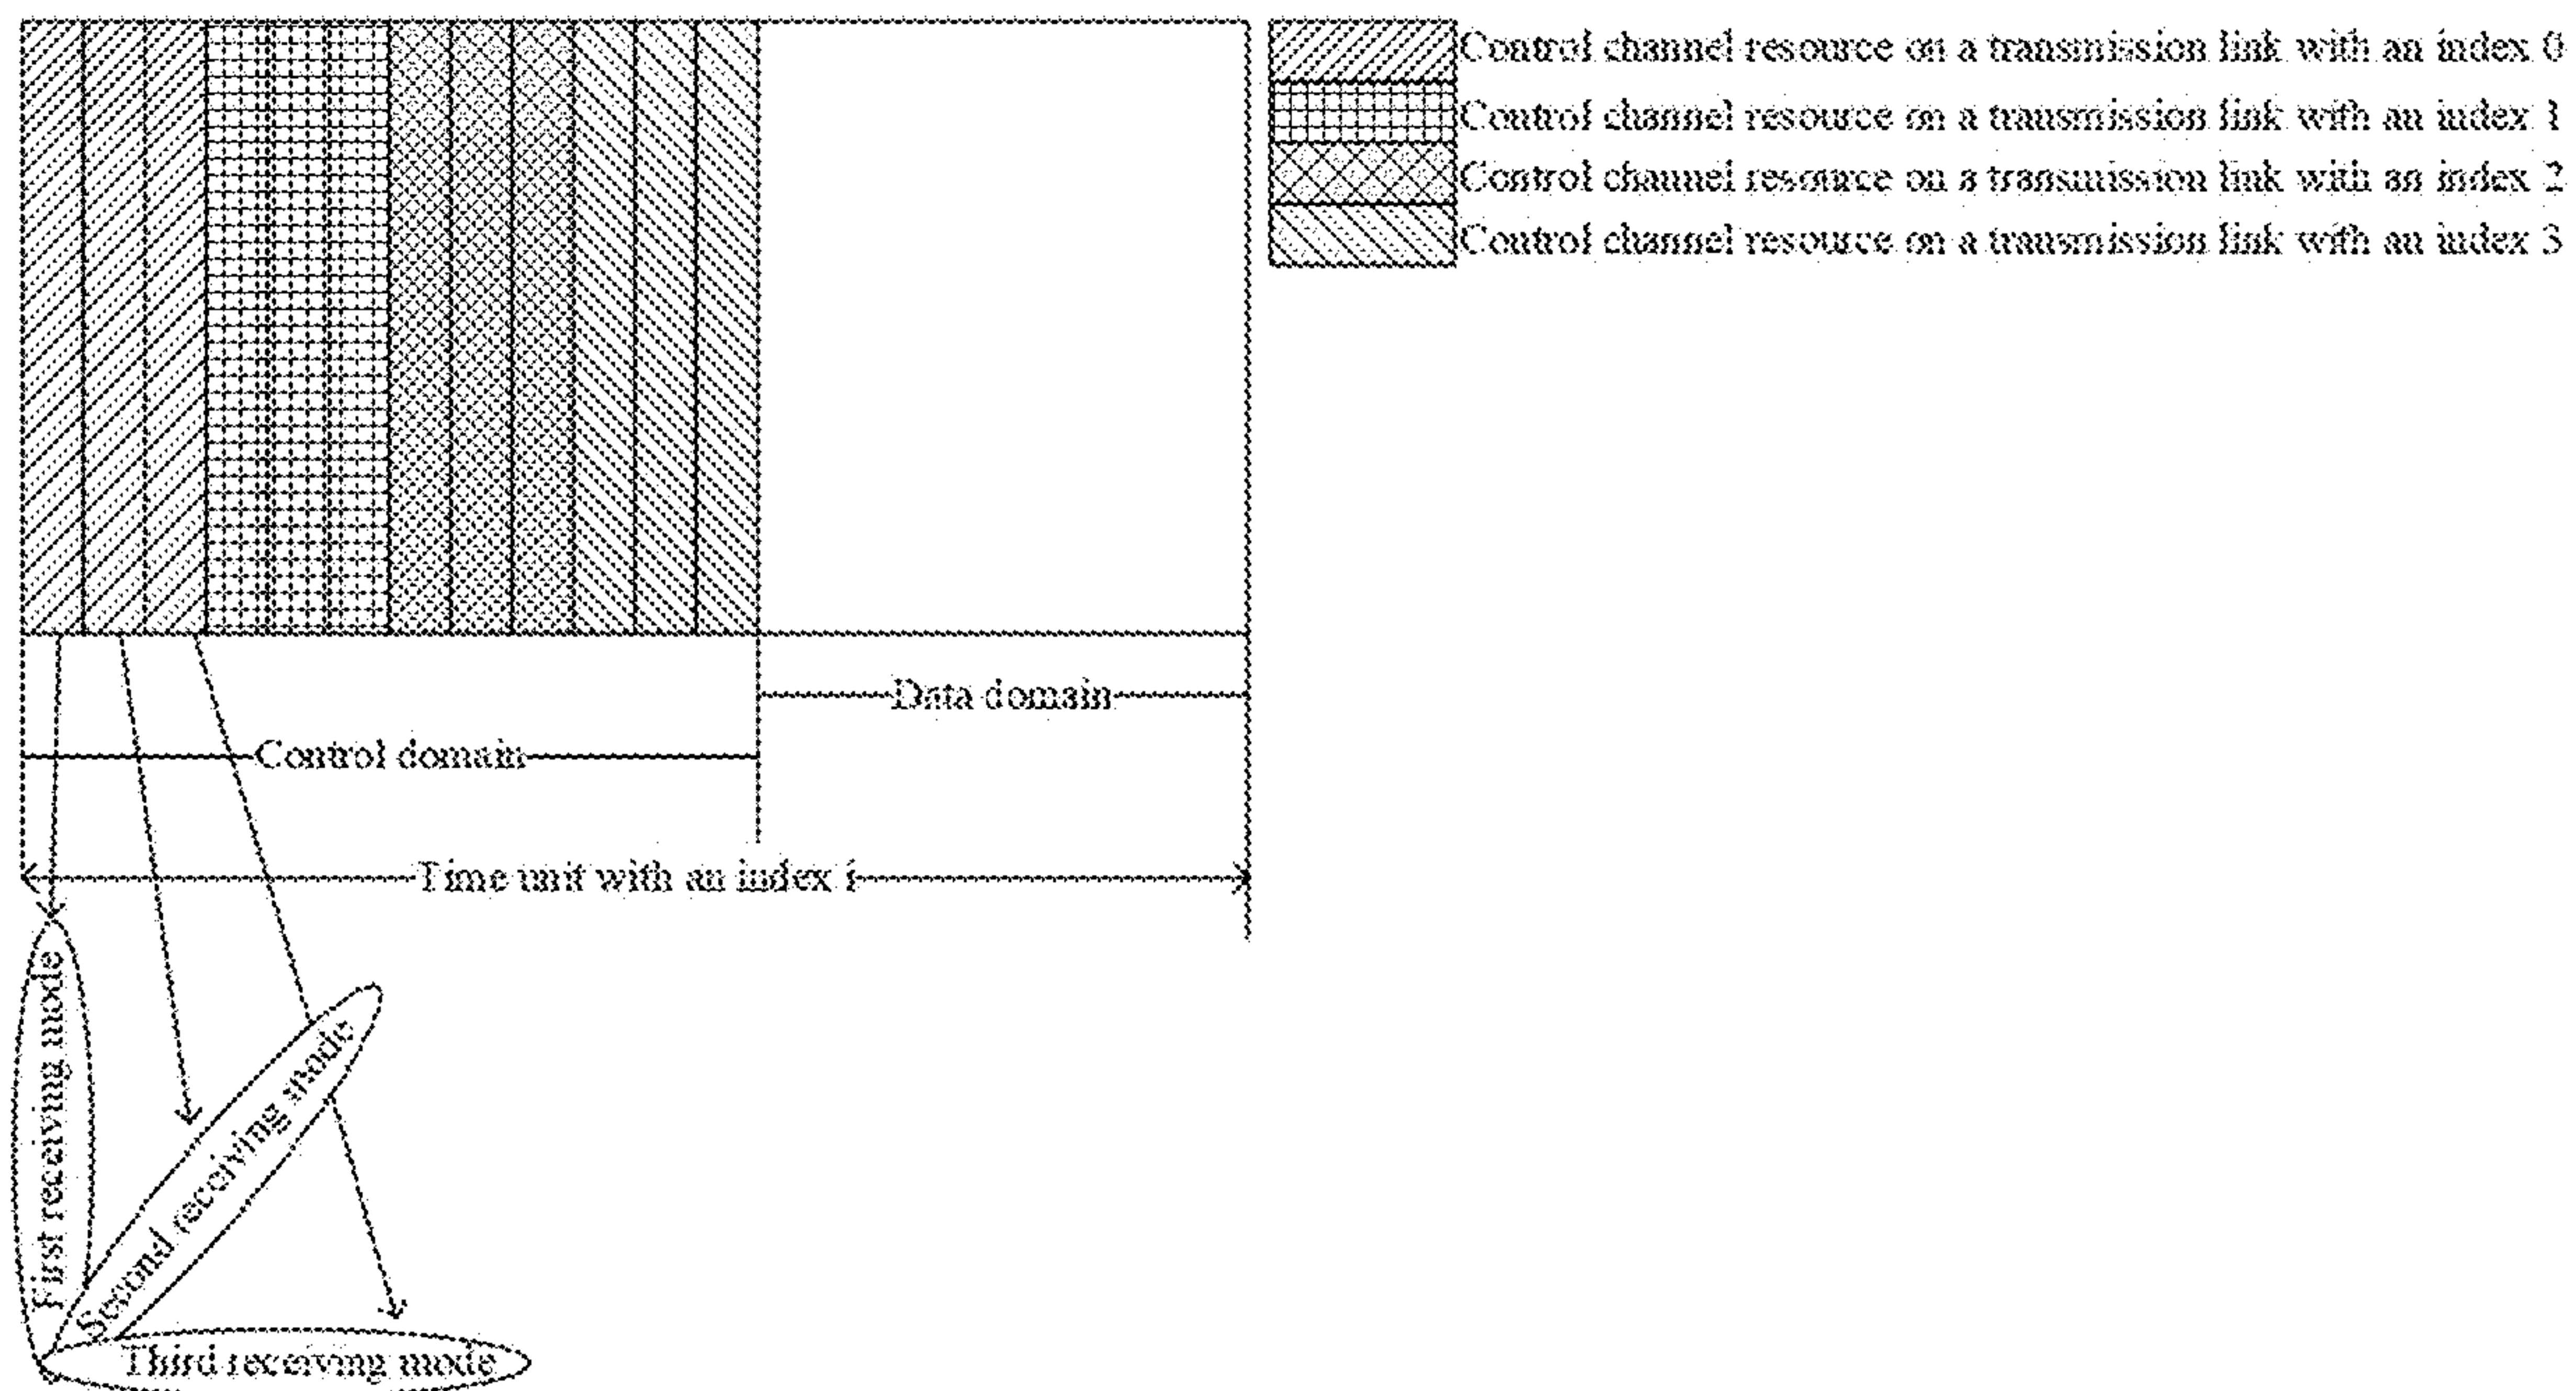 Control channel resource on a transmission link with an index 0
Control channel resource on a transmission link with an index 1
Control channel resource on a transmission link with an index 2
Control channel resource on a transmission link with an index 3
Data domain
Control domain
Time unit with an index i
First receiving mode
Second receiving mode
Third receiving mode